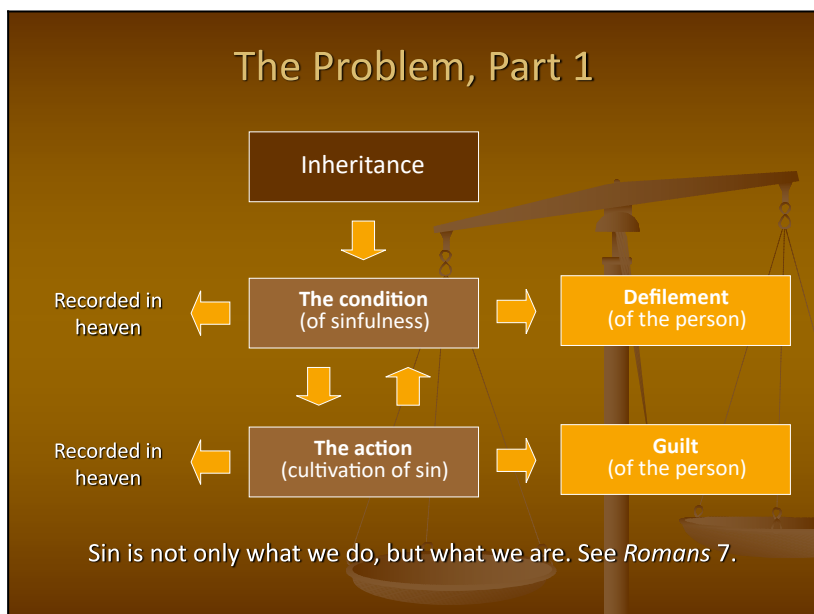 The Problem, Part 1
Inheritance
Recorded in
heaven
The condition
(of sinfulness)
Defilement
(of the person)
Recorded in
heaven
The action
(cultivation of sin)
Guilt
(of the person)
Sin is not only what we do, but what we are. See Romans 7.